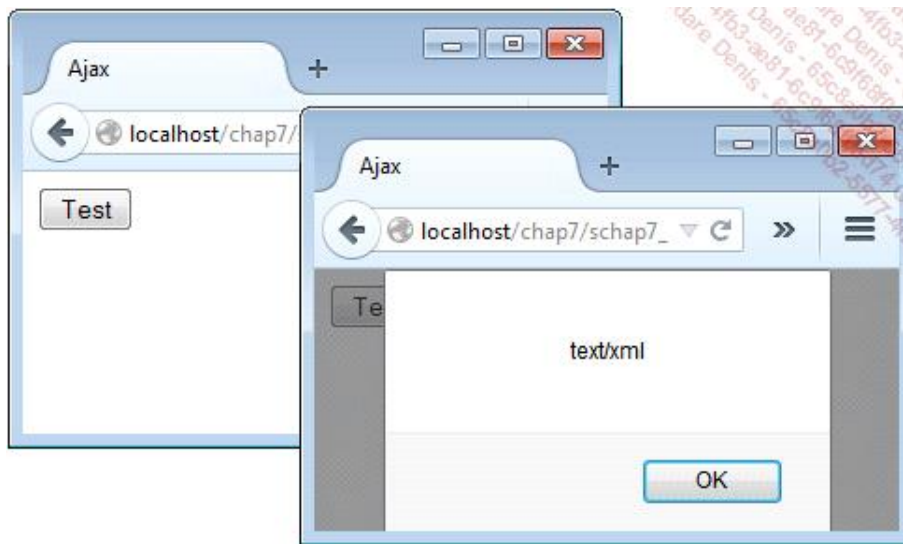 Ajax
localhost/chap7/
Test
Ajax
localhost/chap7/schap7_
Te
text/xml
OK